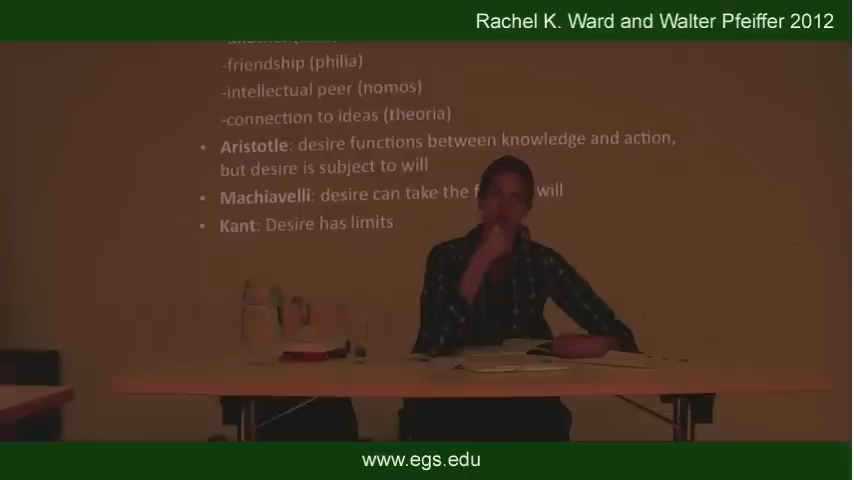 Rachel K. Ward and Walter Pfeiffer 2012
-friendship (philia)
-intellectual peer (nomos)
-connection to ideas (theoria)
• Aristotle: desire functions between knowledge and action,
but desire is subject to will
• Machiavelli: desire can take the will
• Kant: Desire has limits
www.egs.edu